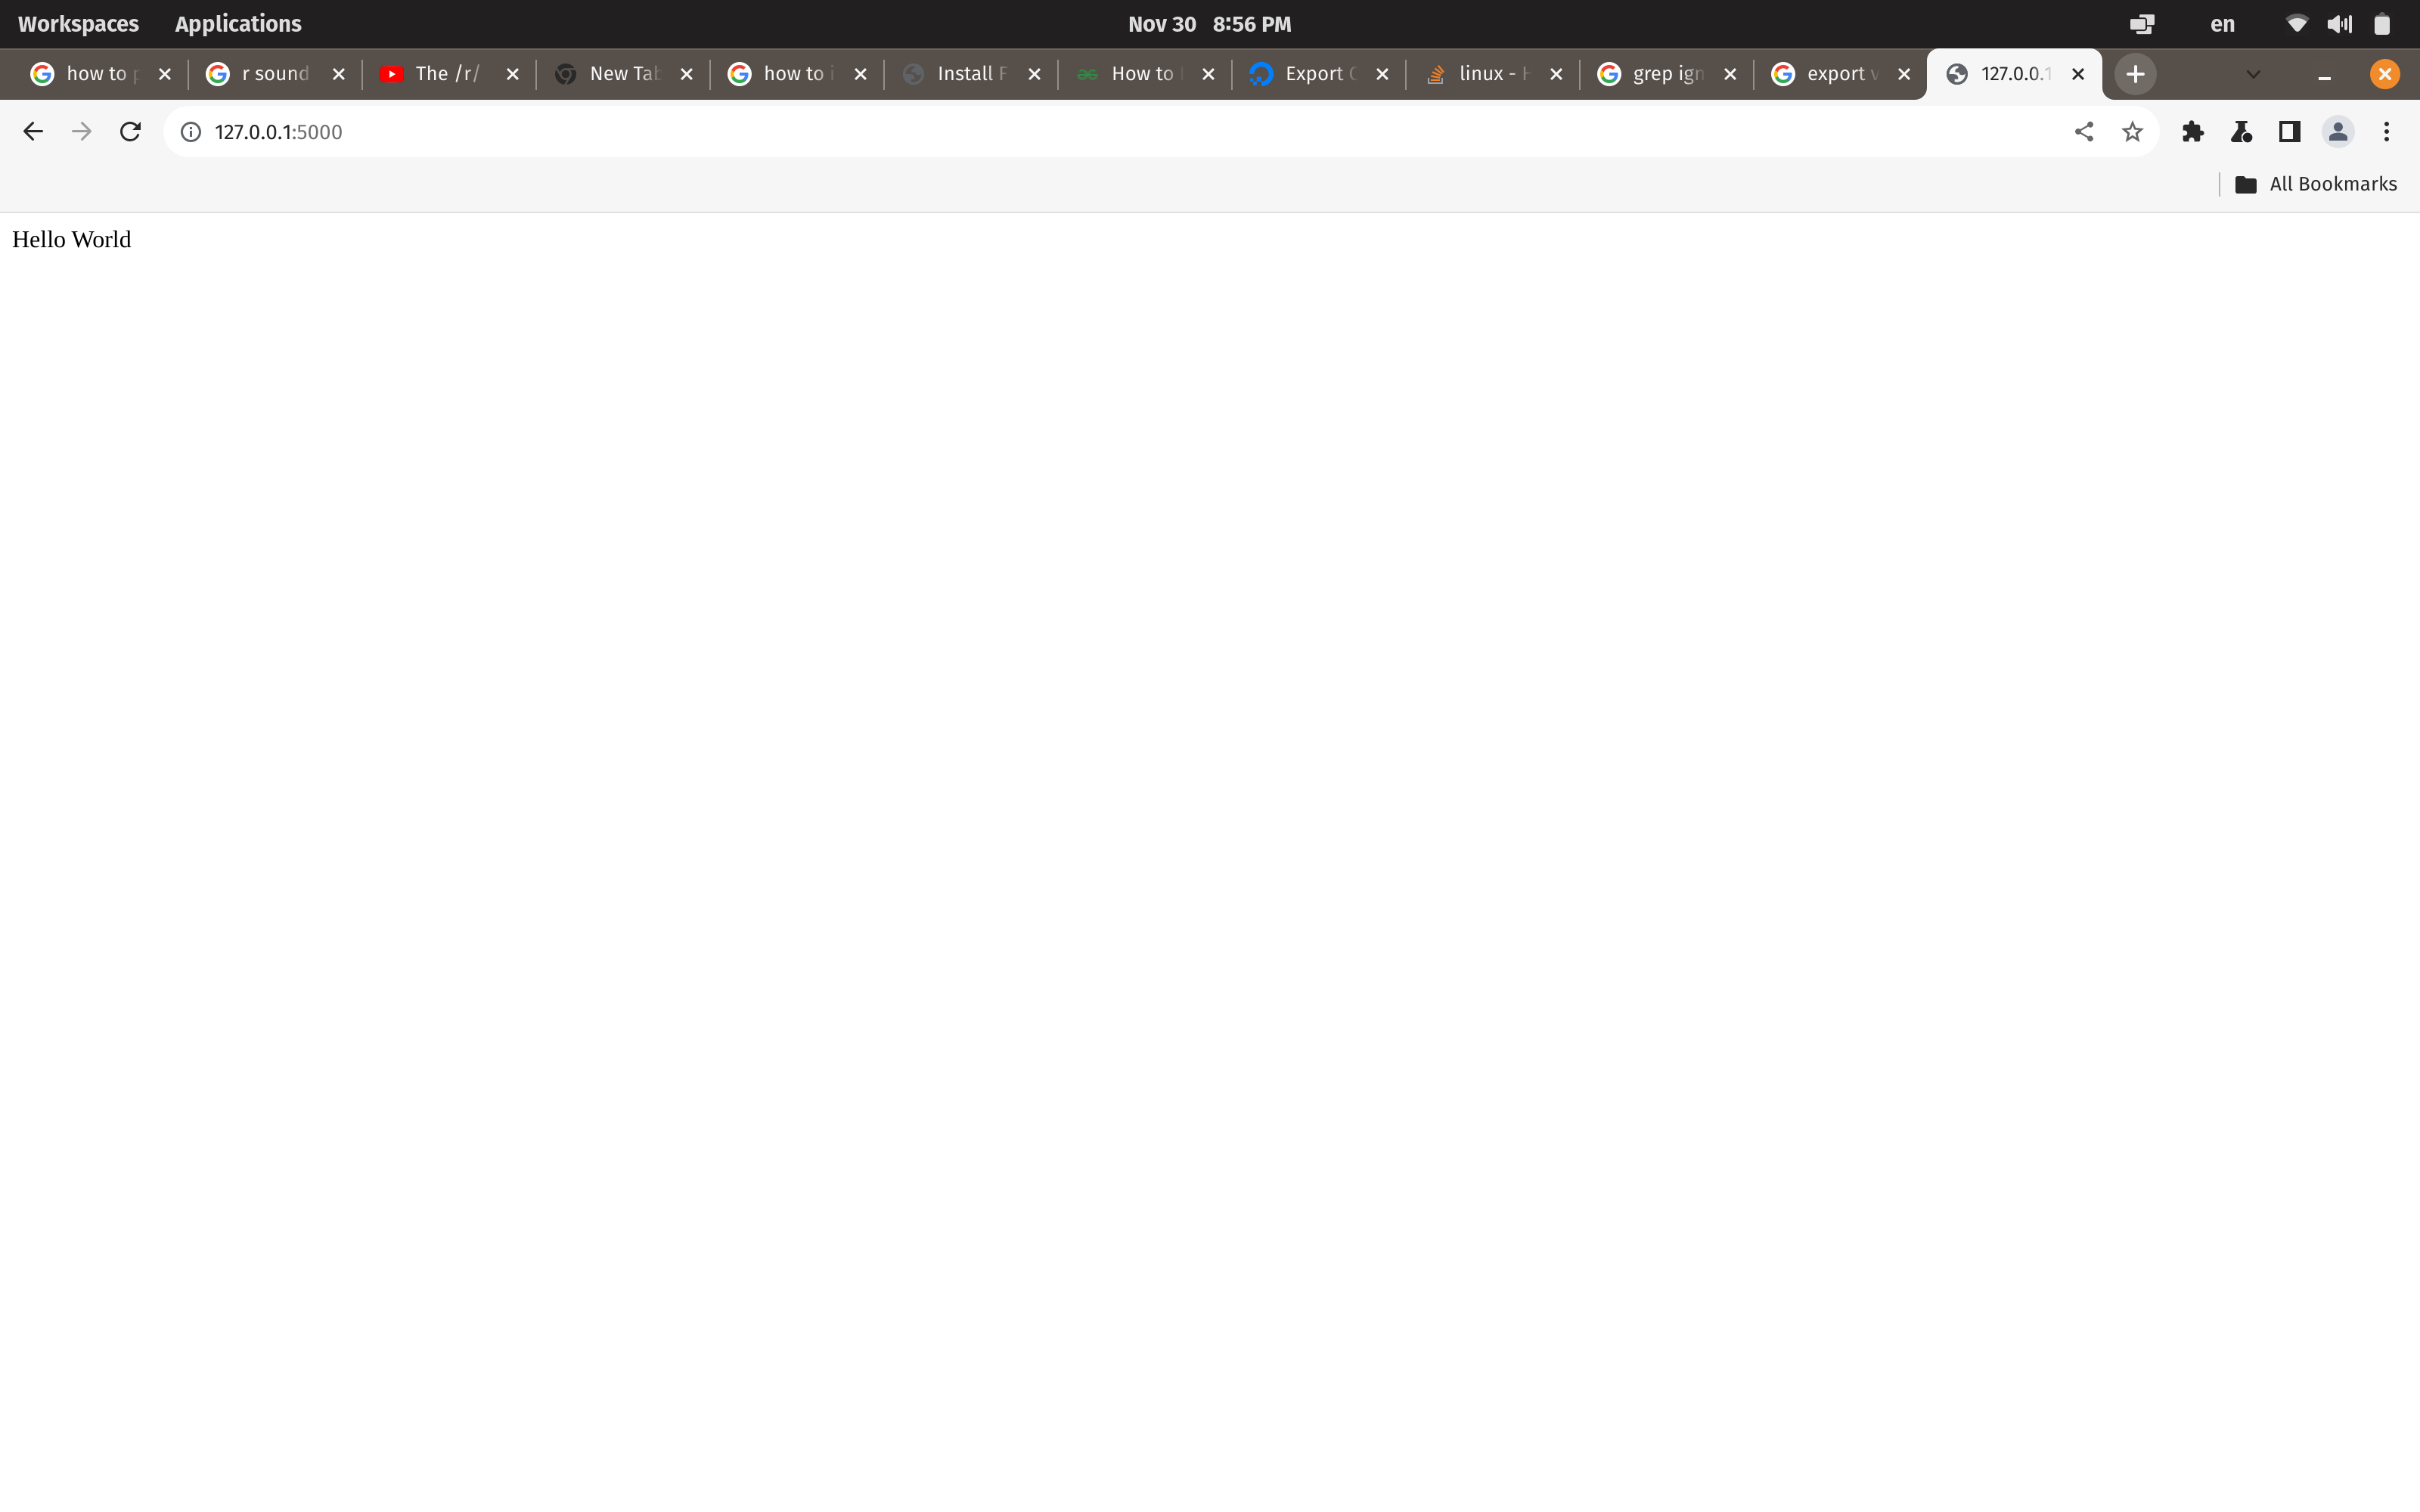 Workspaces Applications Nov 30 8:56 PM en
how to r sound The /r/ New Tab how to Install How to Export linux - grep ign export 127.0.0.1
127.0.0.1:5000
All Bookmarks
Hello World